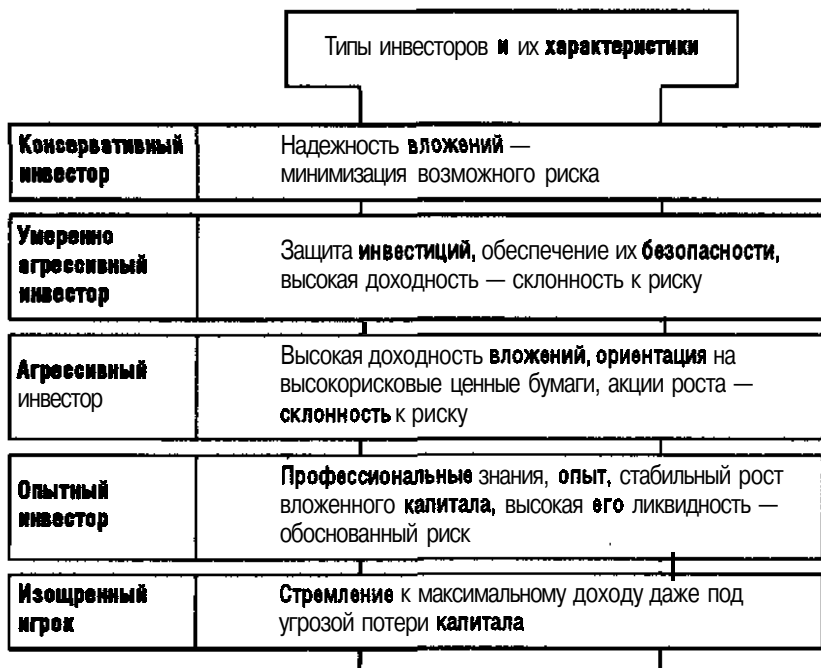 Типы инвесторов и их характеристики
Консервативный
инвестор
Надежность вложений —
минимизация возможного риска
Умеренно
агрессивный
инвестор
Защита инвестиций, обеспечение их безопасности,
высокая доходность — склонность к риску
Агрессивный
инвестор
Высокая доходность вложений, ориентация на
высокорисковые ценные бумаги, акции роста —
склонность к риску
Опытный
инвестор
Профессиональные знания, опыт, стабильный рост
вложенного капитала, высокая его ликвидность —
обоснованный риск
Изощренный
игрок
Стремление к максимальному доходу даже под
угрозой потери капитала